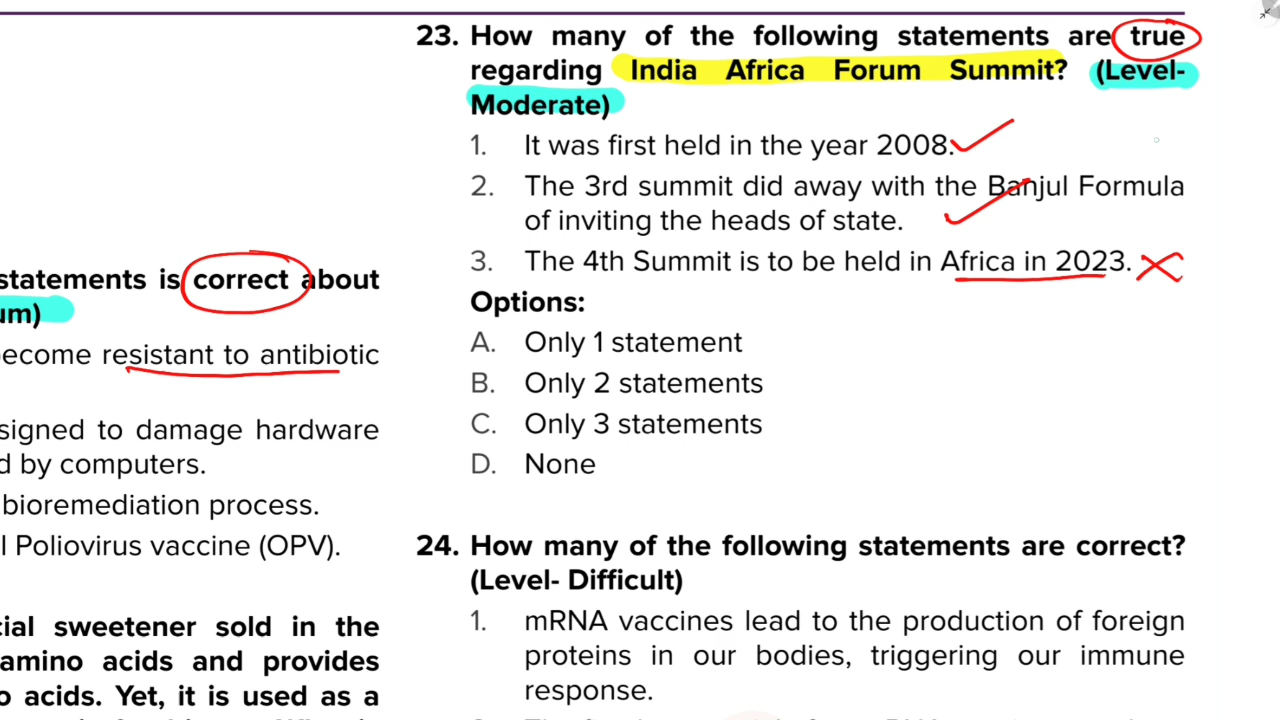 statements is correct about
um)
ecome resistant to antibiotic
signed to damage hardware
d by computers.
bioremediation process.
l Poliovirus vaccine (OPV).
cial sweetener sold in the
amino acids and provides
o acids. Yet, it is used as a
23. How many of the following statements are true
regarding India Africa Forum Summit? (Level-
Moderate)
1. It was first held in the year 2008.
2. The 3rd summit did away with the Banjul Formula
of inviting the heads of state.
3. The 4th Summit is to be held in Africa in 2023.
Options:
A. Only 1 statement
B. Only 2 statements
C. Only 3 statements
D. None
24. How many of the following statements are correct?
(Level- Difficult)
1. mRNA vaccines lead to the production of foreign
proteins in our bodies, triggering our immune
response.